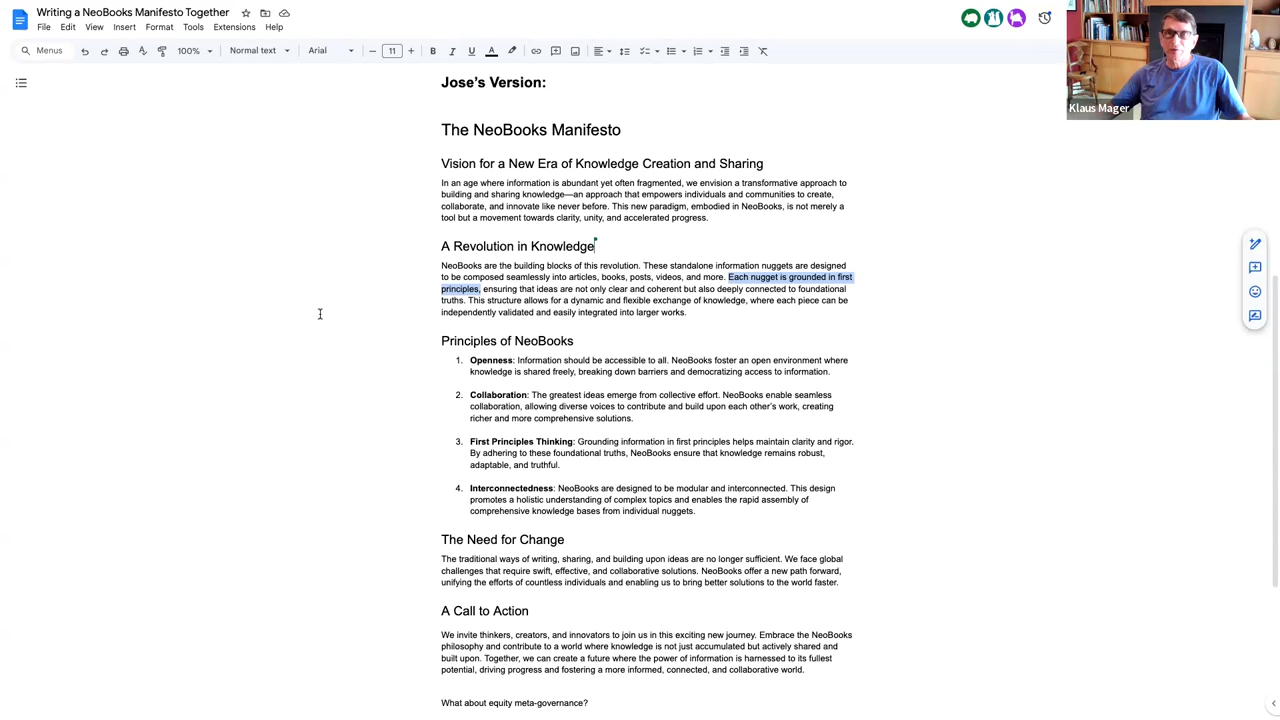 Writing a NeoBooks Manifesto Together
File Edit View Insert Format Tools Extensions Help
Menus 100% Normal text Arial 11 B I U A
Klaus Mager
Jose's Version:
The NeoBooks Manifesto
Vision for a New Era of Knowledge Creation and Sharing
In an age where information is abundant yet often fragmented, we envision a transformative approach to
building and sharing knowledge—an approach that empowers individuals and communities to create,
collaborate, and innovate like never before. This new paradigm, embodied in NeoBooks, is not merely a
tool but a movement towards clarity, unity, and accelerated progress.
A Revolution in Knowledge
NeoBooks are the building blocks of this revolution. These standalone information nuggets are designed
to be composed seamlessly into articles, books, posts, videos, and more. Each nugget is grounded in first
principles, ensuring that ideas are not only clear and coherent but also deeply connected to foundational
truths. This structure allows for a dynamic and flexible exchange of knowledge, where each piece can be
independently validated and easily integrated into larger works.
Principles of NeoBooks
1. Openness: Information should be accessible to all. NeoBooks foster an open environment where
knowledge is shared freely, breaking down barriers and democratizing access to information.
2. Collaboration: The greatest ideas emerge from collective effort. NeoBooks enable seamless
collaboration, allowing diverse voices to contribute and build upon each other's work, creating
richer and more comprehensive solutions.
3. First Principles Thinking: Grounding information in first principles helps maintain clarity and rigor.
By adhering to these foundational truths, NeoBooks ensure that knowledge remains robust,
adaptable, and truthful.
4. Interconnectedness: NeoBooks are designed to be modular and interconnected. This design
promotes a holistic understanding of complex topics and enables the rapid assembly of
comprehensive knowledge bases from individual nuggets.
The Need for Change
The traditional ways of writing, sharing, and building upon ideas are no longer sufficient. We face global
challenges that require swift, effective, and collaborative solutions. NeoBooks offer a new path forward,
unifying the efforts of countless individuals and enabling us to bring better solutions to the world faster.
A Call to Action
We invite thinkers, creators, and innovators to join us in this exciting new journey. Embrace the NeoBooks
philosophy and contribute to a world where knowledge is not just accumulated but actively shared and
built upon. Together, we can create a future where the power of information is harnessed to its fullest
potential, driving progress and fostering a more informed, connected, and collaborative world.
What about equity meta-governance?